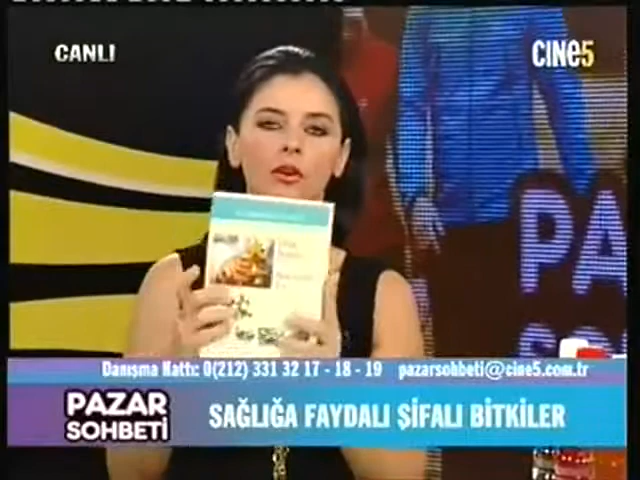 CANLI
CINE5
PA
Danışma Hattı: 0(212) 331 32 17 - 18 - 19 pazarsohbeti@cine5.com.tr
PAZAR
SOHBETİ
SAĞLIĞA FAYDALI ŞİFALI BİTKİLER